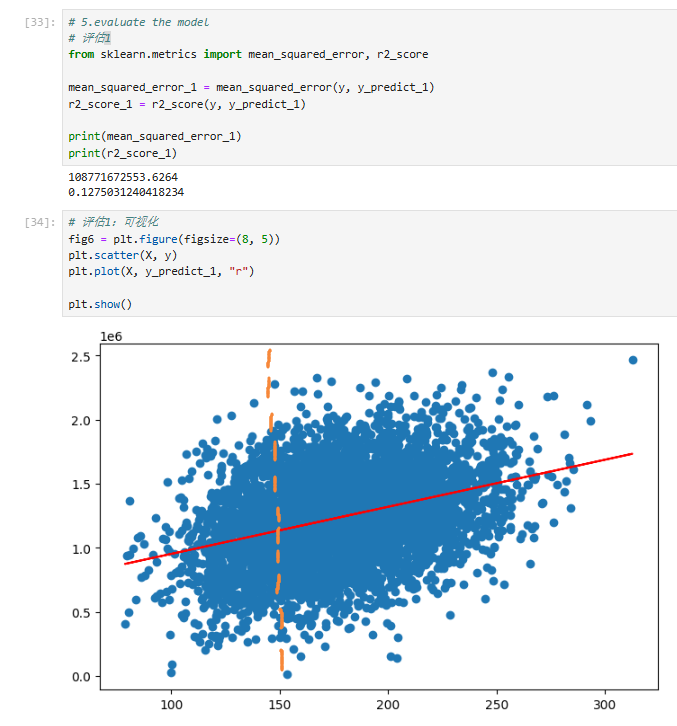 [33]:
# 5.evaluate the model
# 评估1
from sklearn.metrics import mean_squared_error, r2_score
mean_squared_error_1 = mean_squared_error(y, y_predict_1)
r2_score_1 = r2_score(y, y_predict_1)
print(mean_squared_error_1)
print(r2_score_1)
108771672553.6264
0.1275031240418234
[34]:
# 评估1: 可视化
fig6 = plt.figure(figsize=(8, 5))
plt.scatter(X, y)
plt.plot(X, y_predict_1, "r")
plt.show()
1e6
2.5
2.0
1.5
1.0
0.5
0.0
100 150 200 250 300